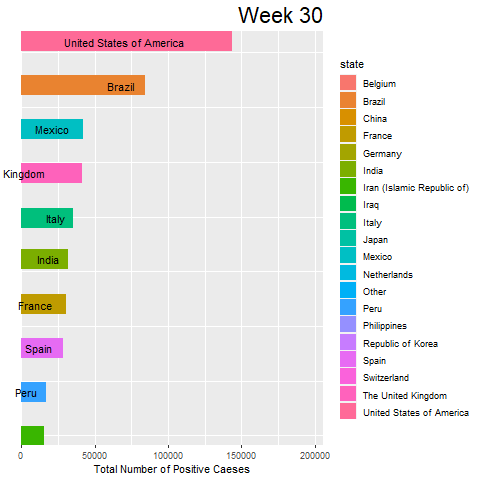 Week 30
United States of America
Brazil
Mexico
Kingdom
Italy
India
France
Spain
Peru
0 50000 100000 150000 200000
Total Number of Positive Caeses
state
Belgium
Brazil
China
France
Germany
India
Iran (Islamic Republic of)
Iraq
Italy
Japan
Mexico
Netherlands
Other
Peru
Philippines
Republic of Korea
Spain
Switzerland
The United Kingdom
United States of America